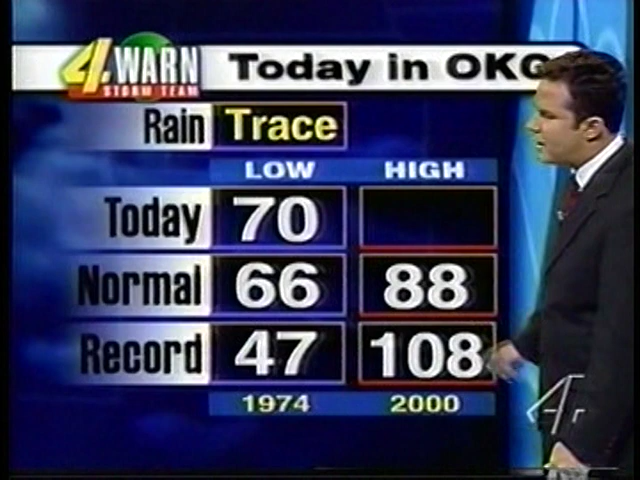 4WARN
STORM TEAM
Today in OKC
Rain Trace
LOW HIGH
Today 70
Normal 66 88
Record 47 108
1974 2000
4